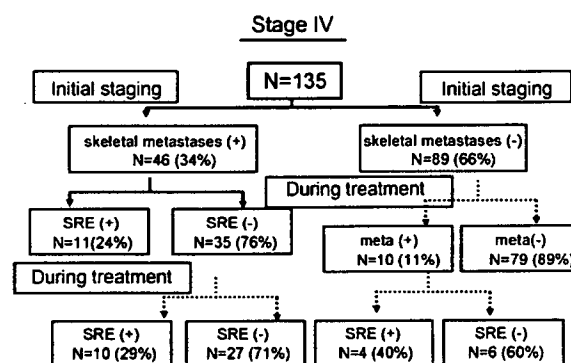 Stage IV
Initial staging
N=135
Initial staging
skeletal metastases (+)
N=46 (34%)
skeletal metastases (-)
N=89 (66%)
During treatment
SRE (+)
N=11(24%)
SRE (-)
N=35 (76%)
meta (+)
N=10 (11%)
meta(-)
N=79 (89%)
During treatment
SRE (+)
N=10 (29%)
SRE (-)
N=27 (71%)
SRE (+)
N=4 (40%)
SRE (-)
N=6 (60%)